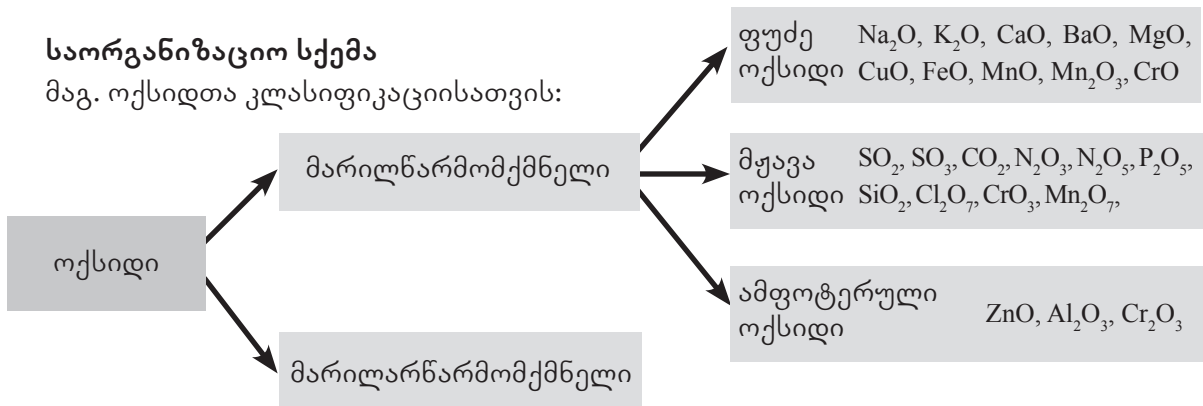 საორგანიზაციო სქემა
მაგ. ოქსიდთა კლასიფიკაციისათვის:
ოქსიდი
მარილწარმომქმნელი
მარილარწარმომქმნელი
ფუძე Na₂O, K₂O, CaO, BaO, MgO,
ოქსიდი CuO, FeO, MnO, Mn₂O₃, CrO
მჟავა SO₂, SO₃, CO₂, N₂O₃, N₂O₅, P₂O₅,
ოქსიდი SiO₂, Cl₂O₇, CrO₃, Mn₂O₇,
ამფოტერული
ოქსიდი ZnO, Al₂O₃, Cr₂O₃